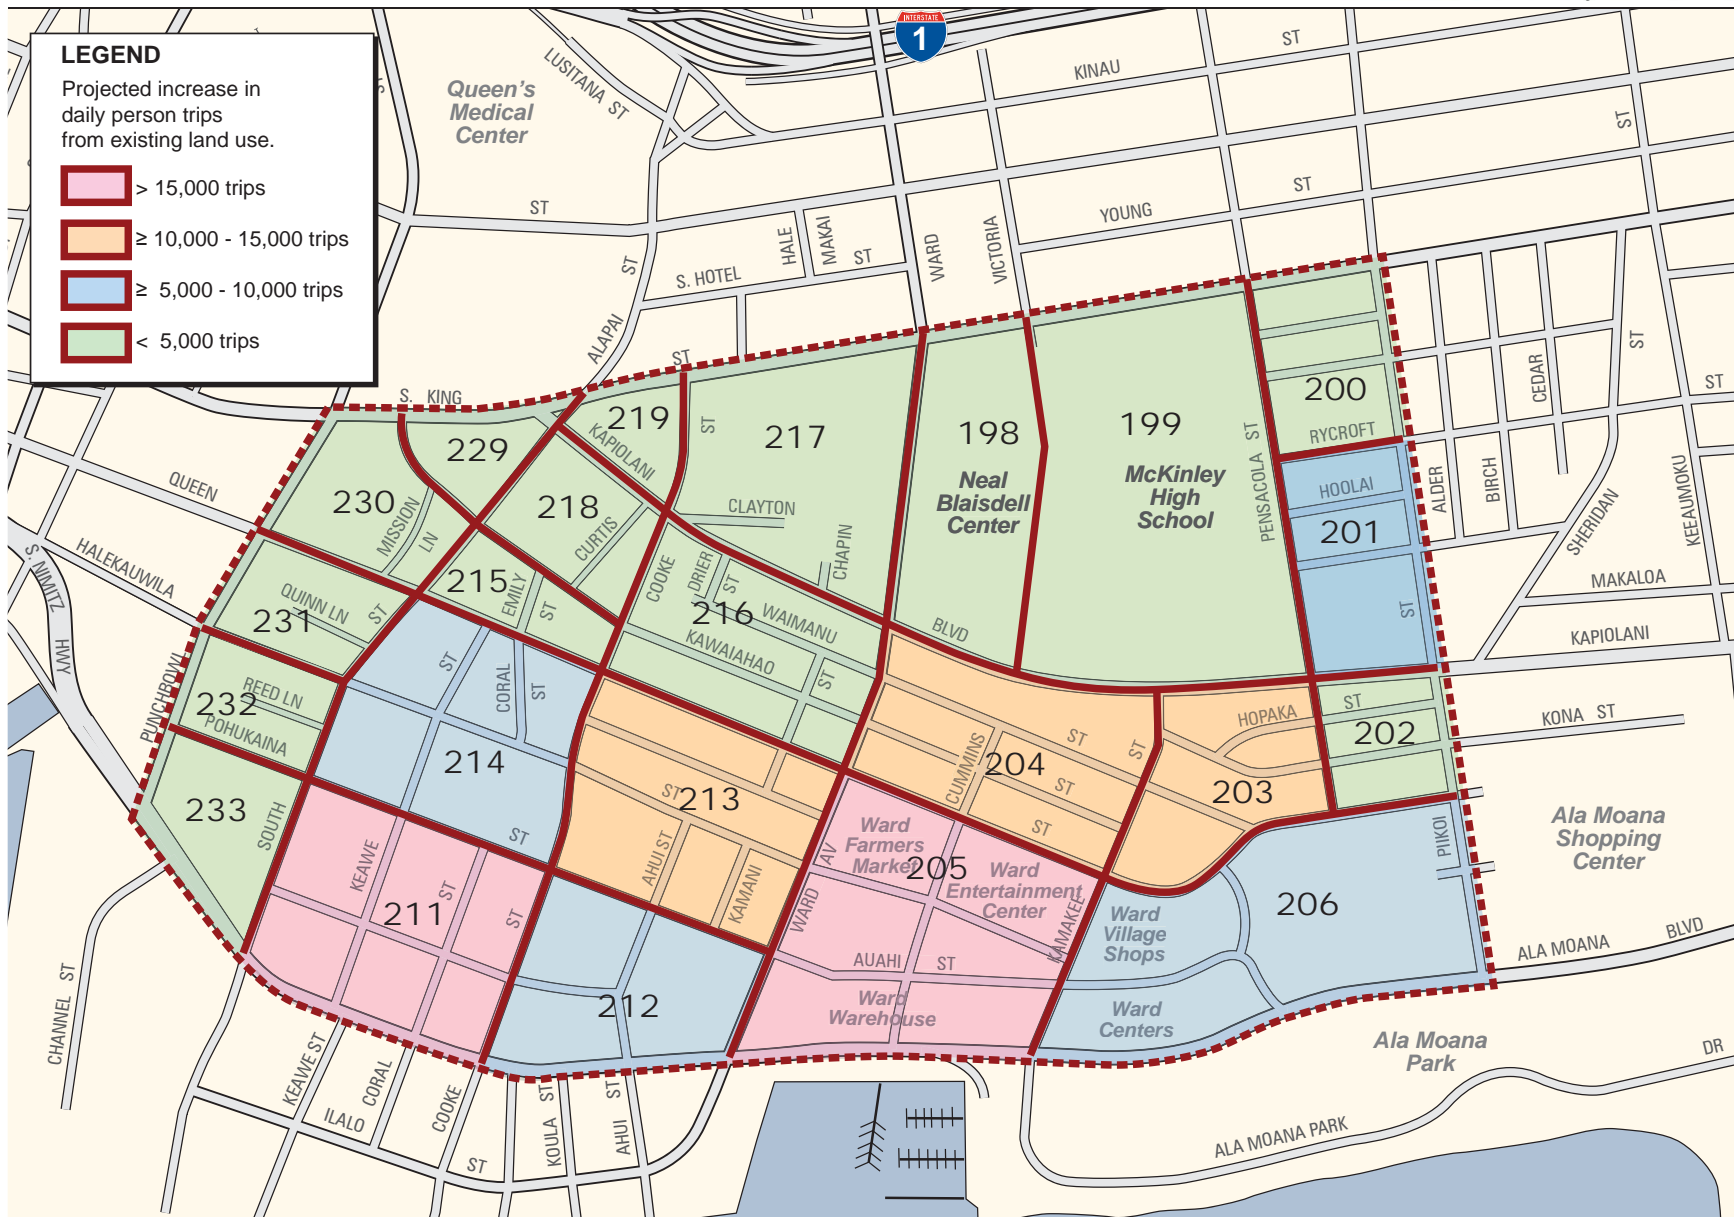 LEGEND
Projected increase in
daily person trips
from existing land use.
> 15,000 trips
≥ 10,000 - 15,000 trips
≥ 5,000 - 10,000 trips
< 5,000 trips
INTERSTATE
1
LUSITANA ST
Queen's
Medical
Center
KINAU
ST
ST
ST
YOUNG
ST
HALE
MAKAI
ST
S. HOTEL
ST
WARD
VICTORIA
ALAPAI
ST
S. KING
ST
219
KAPIOLANI
ST
217
198
Neal
Blaisdell
Center
199
McKinley
High
School
PENSACOLA ST
200
RYCROFT
CEDAR
ST
ST
229
230
218
CURTIS
MISSION
LN
QUEEN
HALEKAUWILA
S. NIMITZ
HWY
CLAYTON
CHAPIN
HOOLAI
201
ST
ALDER
BIRCH
SHERIDAN
KEEAUMOKU
MAKALOA
KAPIOLANI
215
EMILY
ST
COOKE
DRIER
ST
216
WAIMANU
KAWAIAHAO
ST
BLVD
QUINN LN
231
ST
REED LN
232
POHUKAINA
PUNCHBOWL
233
SOUTH
ST
CORAL
ST
214
ST
213
ST
AHUI ST
KAMANI
CUMMINS
ST
204
ST
ST
ST
HOPAKA
203
ST
202
KONA ST
Ala Moana
Shopping
Center
PIIKOI
206
Ward
Farmers
Market
205
Ward
Entertainment
Center
AV
WARD
KAMAKEE
Ward
Village
Shops
AUAHI ST
Ward
Warehouse
Ward
Centers
KEAWE
211
ST
ST
212
ALA MOANA
BLVD
Ala Moana
Park
DR
ALA MOANA PARK
CHANNEL ST
KEAWE ST
CORAL
ILALO
COOKE
ST
KOULA
ST
AHUI
ST